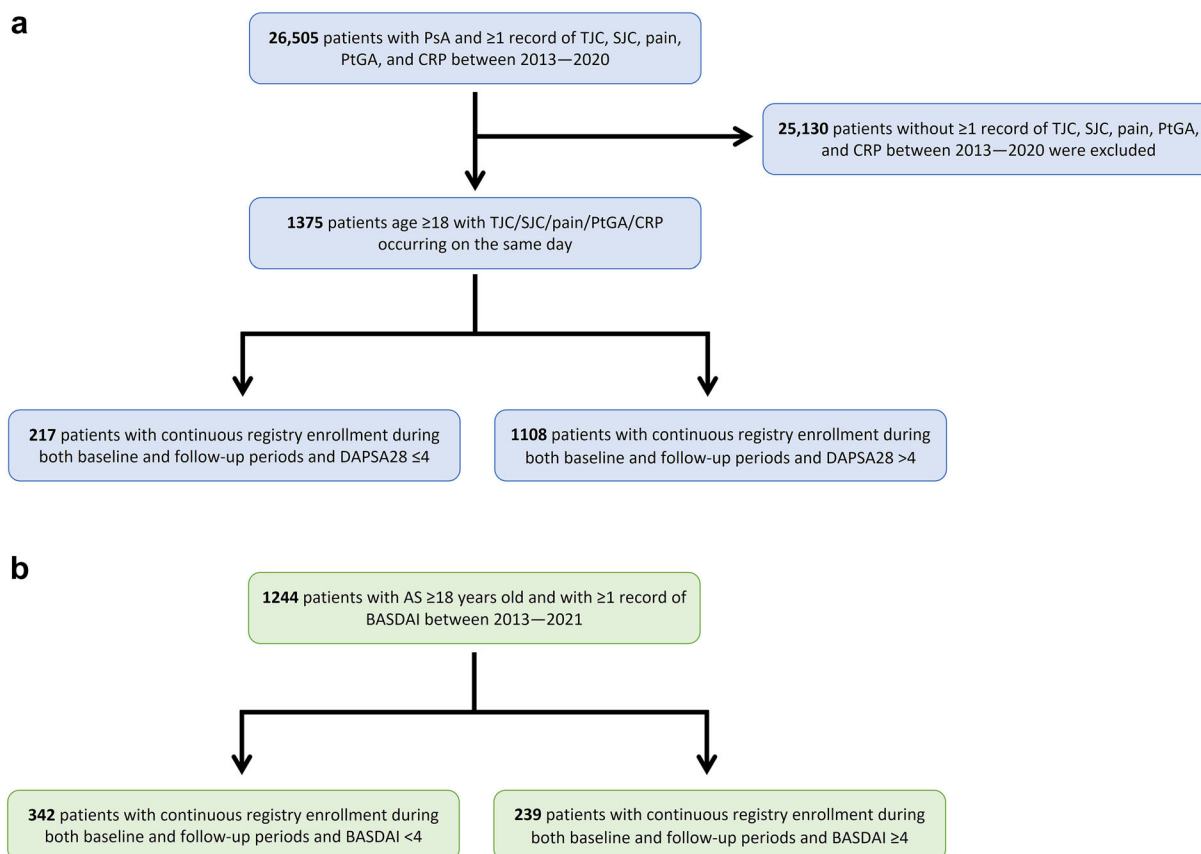 a
26,505 patients with PsA and ≥1 record of TJC, SJC, pain,
PtGA, and CRP between 2013—2020
25,130 patients without ≥1 record of TJC, SJC, pain, PtGA,
and CRP between 2013—2020 were excluded
1375 patients age ≥18 with TJC/SJC/pain/PtGA/CRP
occurring on the same day
217 patients with continuous registry enrollment during
both baseline and follow-up periods and DAPSA28 ≤4
1108 patients with continuous registry enrollment during
both baseline and follow-up periods and DAPSA28 >4
b
1244 patients with AS ≥18 years old and with ≥1 record of
BASDAI between 2013—2021
342 patients with continuous registry enrollment during
both baseline and follow-up periods and BASDAI <4
239 patients with continuous registry enrollment during
both baseline and follow-up periods and BASDAI ≥4